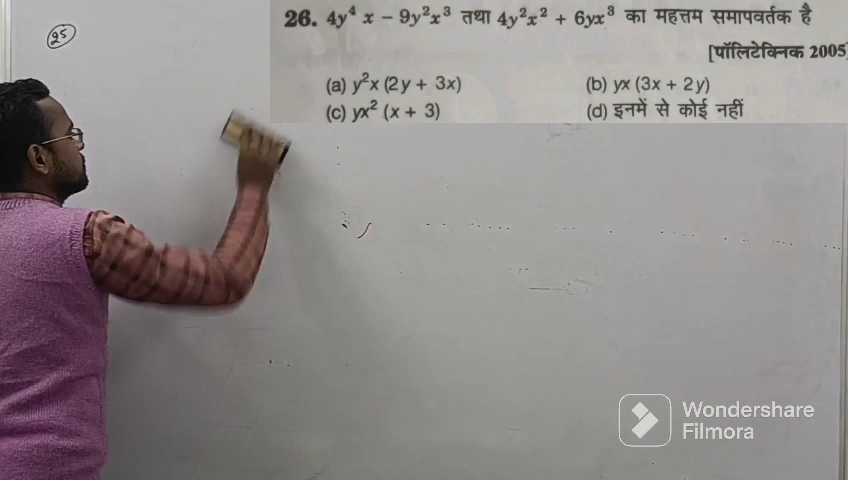 25
26. 4y⁴ x − 9y²x³ तथा 4y²x² + 6yx³ का महत्तम समापवर्तक है
[पॉलिटेक्निक 2005]
(a) y²x (2y + 3x) (b) yx (3x + 2y)
(c) yx² (x + 3) (d) इनमें से कोई नहीं
Wondershare
Filmora